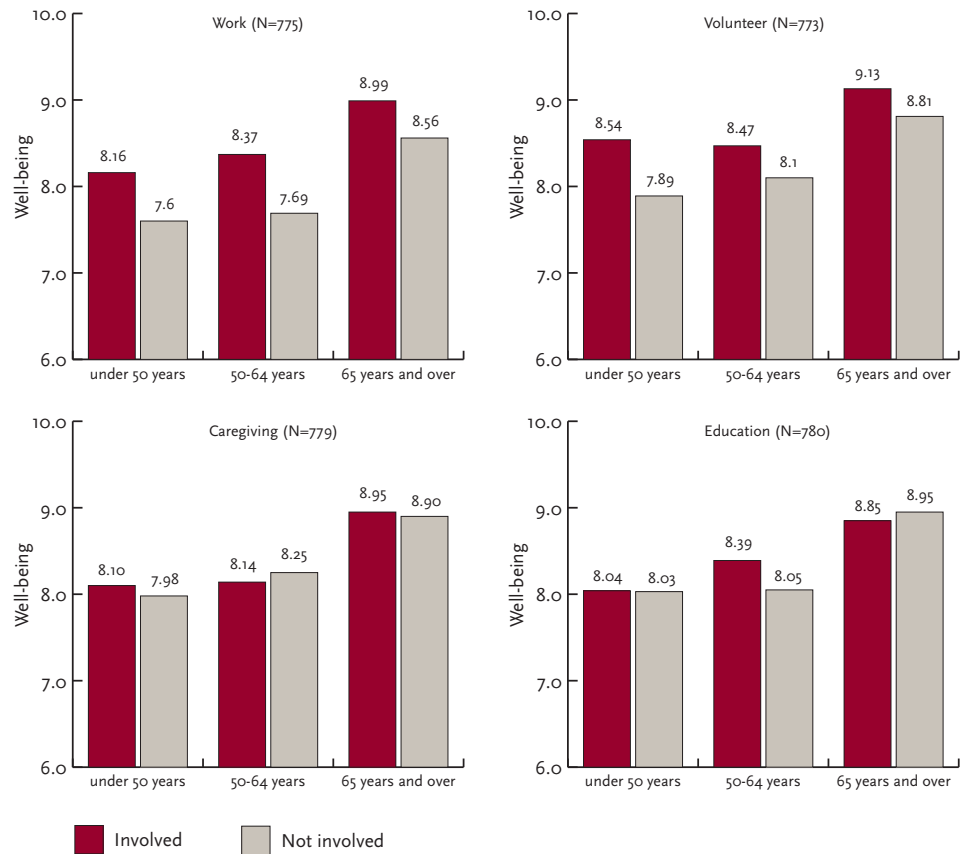 Work (N=775)
10.0
9.0
8.0
7.0
6.0
Well-being
8.16
7.6
8.37
7.69
8.99
8.56
under 50 years
50-64 years
65 years and over
Volunteer (N=773)
10.0
9.0
8.0
7.0
6.0
Well-being
8.54
7.89
8.47
8.1
9.13
8.81
under 50 years
50-64 years
65 years and over
Caregiving (N=779)
10.0
9.0
8.0
7.0
6.0
Well-being
8.10
7.98
8.14
8.25
8.95
8.90
under 50 years
50-64 years
65 years and over
Education (N=780)
10.0
9.0
8.0
7.0
6.0
Well-being
8.04
8.03
8.39
8.05
8.85
8.95
under 50 years
50-64 years
65 years and over
Involved
Not involved